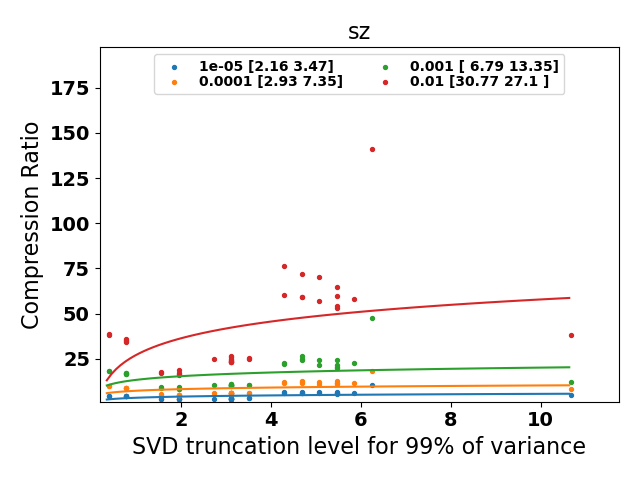 sz
1e-05 [2.16 3.47]
0.0001 [2.93 7.35]
0.001 [ 6.79 13.35]
0.01 [30.77 27.1 ]
175
150
125
100
75
50
25
Compression Ratio
2 4 6 8 10
SVD truncation level for 99% of variance